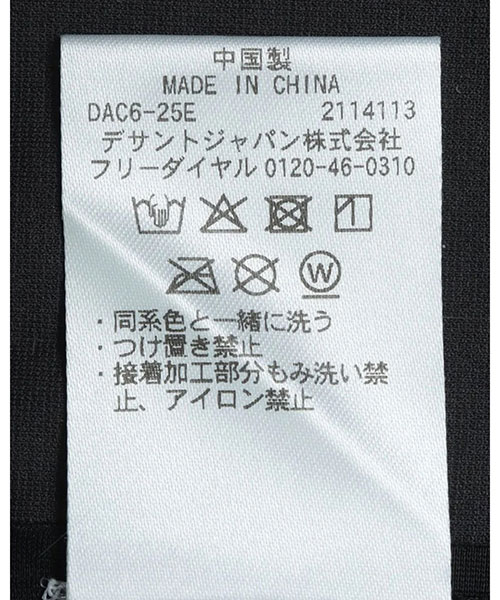 中国製
MADE IN CHINA
DAC6-25E 2114113
デサントジャパン株式会社
フリーダイヤル 0120-46-0310
W
・同系色と一緒に洗う
・つけ置き禁止
・接着加工部分もみ洗い禁
止、アイロン禁止